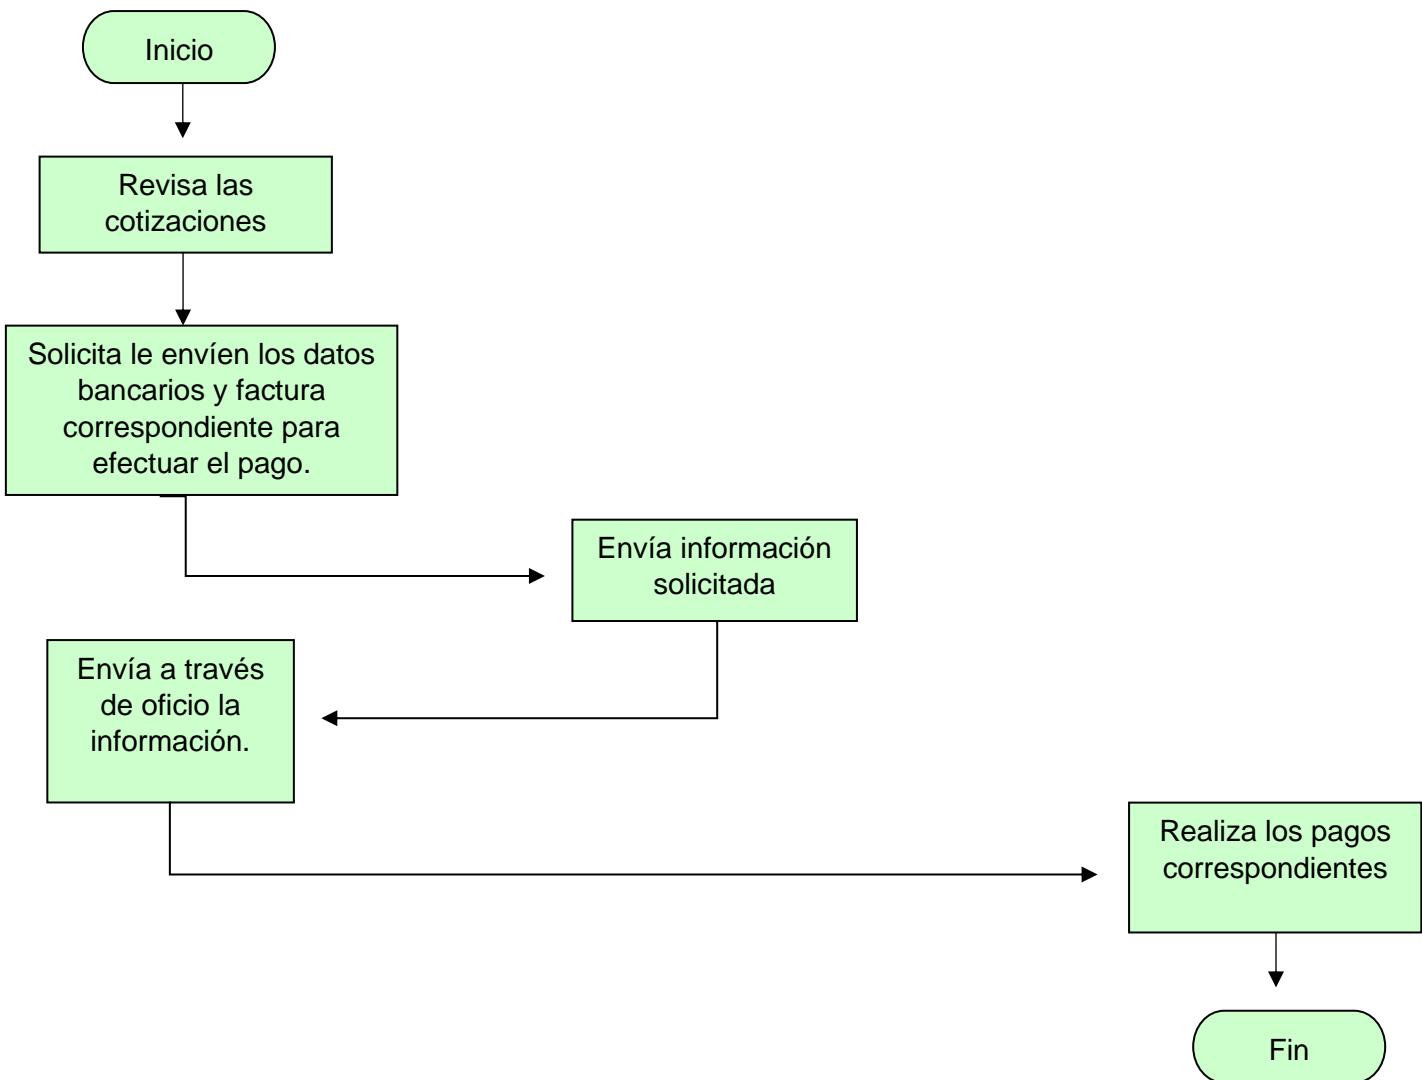 Inicio
Revisa las
cotizaciones
Solicita le envíen los datos
bancarios y factura
correspondiente para
efectuar el pago.
Envía información
solicitada
Envía a través
de oficio la
información.
Realiza los pagos
correspondientes
Fin